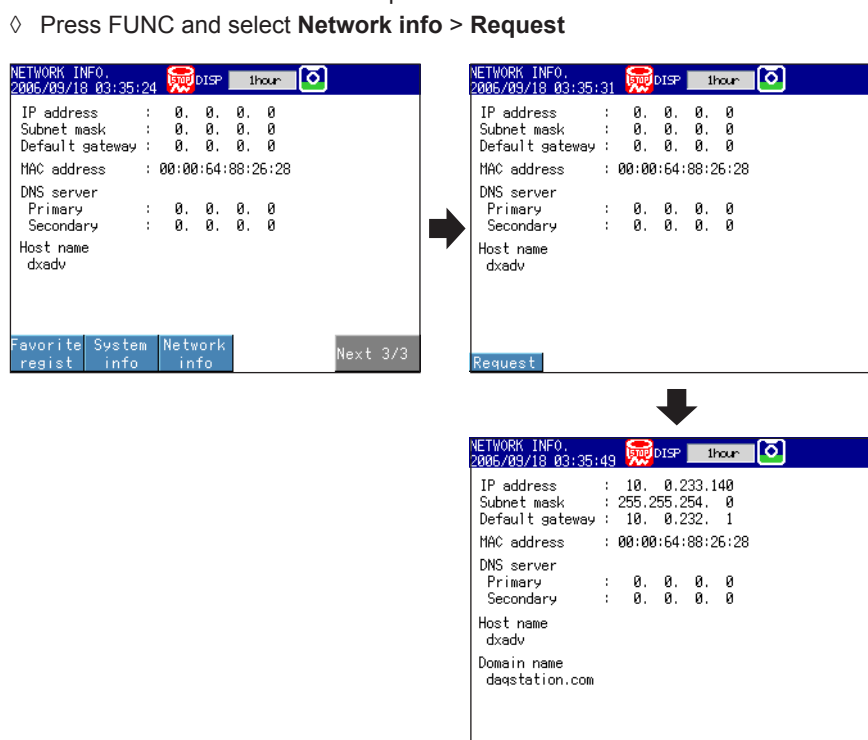 ◊ Press FUNC and select Network info > Request
NETWORK INFO.
2006/09/18 03:35:24 STOP DISP 1hour
IP address : 0. 0. 0. 0
Subnet mask : 0. 0. 0. 0
Default gateway : 0. 0. 0. 0
MAC address : 00:00:64:88:26:28
DNS server
Primary : 0. 0. 0. 0
Secondary : 0. 0. 0. 0
Host name
dxadv
Favorite regist System info Network info Next 3/3
NETWORK INFO.
2006/09/18 03:35:31 STOP DISP 1hour
IP address : 0. 0. 0. 0
Subnet mask : 0. 0. 0. 0
Default gateway : 0. 0. 0. 0
MAC address : 00:00:64:88:26:28
DNS server
Primary : 0. 0. 0. 0
Secondary : 0. 0. 0. 0
Host name
dxadv
Request
NETWORK INFO.
2006/09/18 03:35:49 STOP DISP 1hour
IP address : 10. 0.233.140
Subnet mask : 255.255.254. 0
Default gateway : 10. 0.232. 1
MAC address : 00:00:64:88:26:28
DNS server
Primary : 0. 0. 0. 0
Secondary : 0. 0. 0. 0
Host name
dxadv
Domain name
daqstation.com